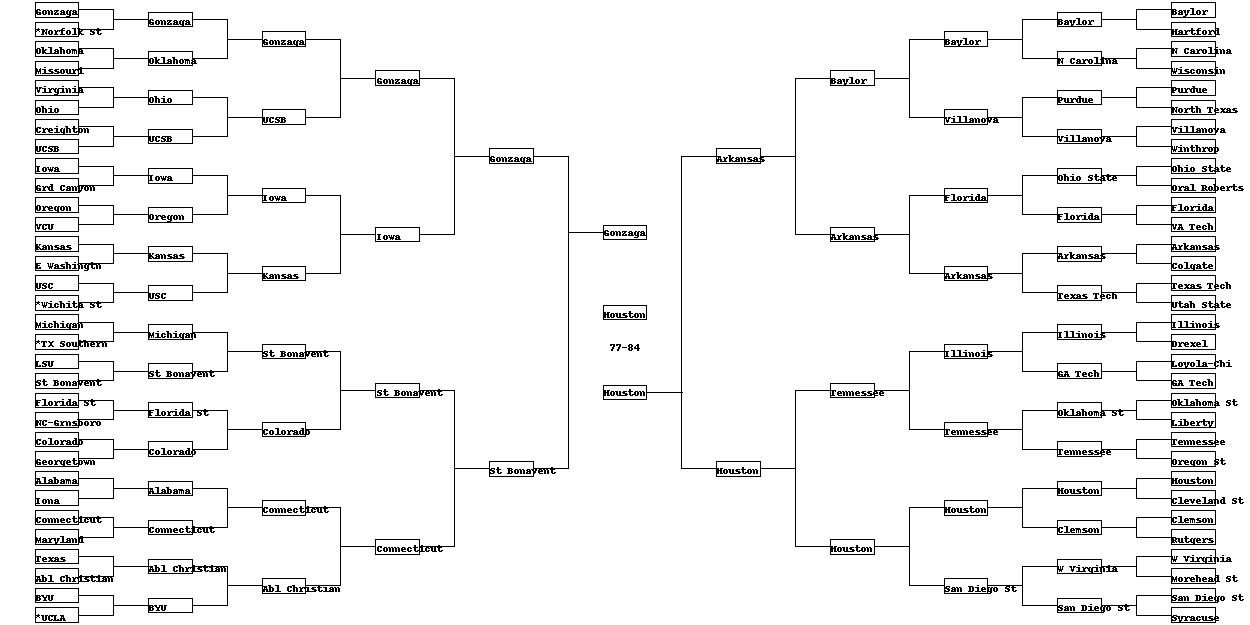 Gonzaga
*Norfolk St
Oklahoma
Missouri
Virginia
Ohio
Creighton
UCSB
Iowa
Grd Canyon
Oregon
VCU
Kansas
E Washingtn
USC
*Wichita St
Michigan
*TX Southern
LSU
St Bonavent
Florida St
NC-Grnsboro
Colorado
Georgetown
Alabama
Iona
Connecticut
Maryland
Texas
Abl Christian
BYU
*UCLA
Gonzaga
Oklahoma
Ohio
UCSB
Iowa
Oregon
Kansas
USC
Michigan
St Bonavent
Florida St
Colorado
Alabama
Connecticut
Abl Christian
BYU
Gonzaga
UCSB
Iowa
Kansas
St Bonavent
Colorado
Connecticut
Abl Christian
Gonzaga
Iowa
St Bonavent
Connecticut
Gonzaga
St Bonavent
Gonzaga
Houston
77-84
Houston
Arkansas
Houston
Baylor
Arkansas
Tennessee
Houston
Baylor
Villanova
Florida
Arkansas
Illinois
Tennessee
Houston
San Diego St
Baylor
N Carolina
Purdue
Villanova
Ohio State
Florida
Arkansas
Texas Tech
Illinois
GA Tech
Oklahoma St
Tennessee
Houston
Clemson
W Virginia
San Diego St
Baylor
Hartford
N Carolina
Wisconsin
Purdue
North Texas
Villanova
Winthrop
Ohio State
Oral Roberts
Florida
VA Tech
Arkansas
Colgate
Texas Tech
Utah State
Illinois
Drexel
Loyola-Chi
GA Tech
Oklahoma St
Liberty
Tennessee
Oregon St
Houston
Cleveland St
Clemson
Rutgers
W Virginia
Morehead St
San Diego St
Syracuse